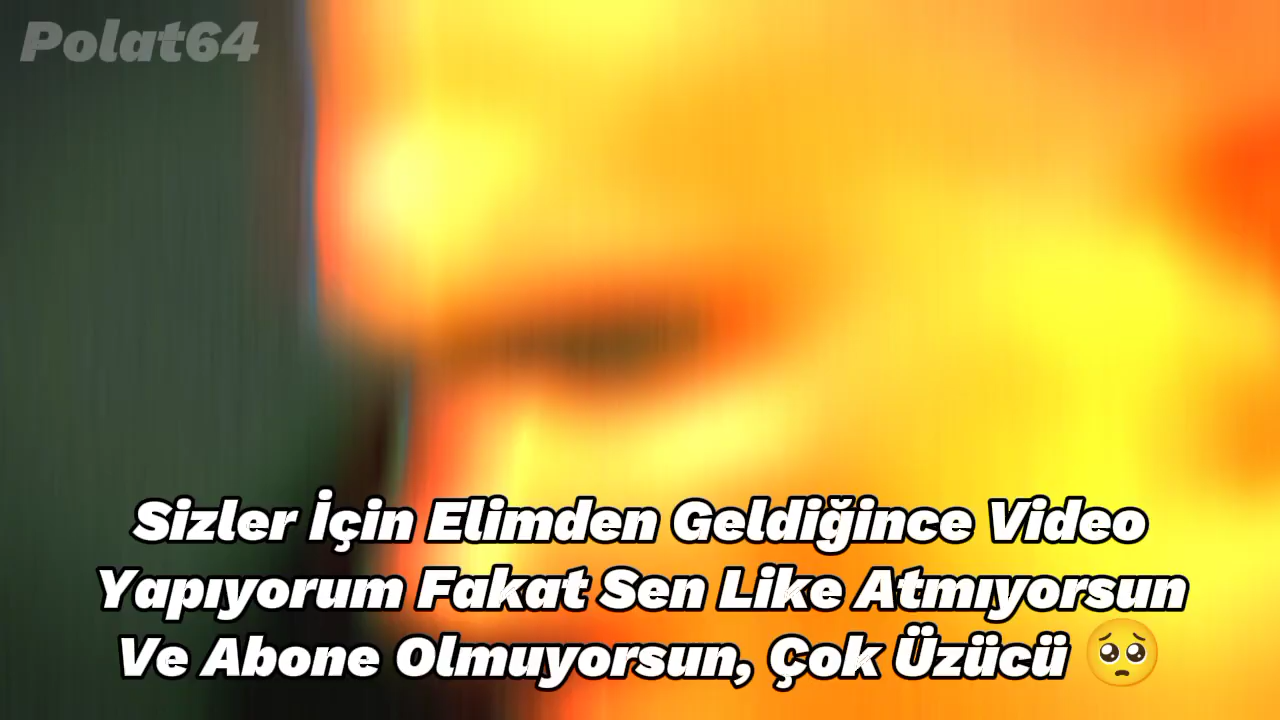 Polat64
Sizler İçin Elimden Geldiğince Video
Yapıyorum Fakat Sen Like Atmıyorsun
Ve Abone Olmuyorsun, Çok Üzücü 🥺